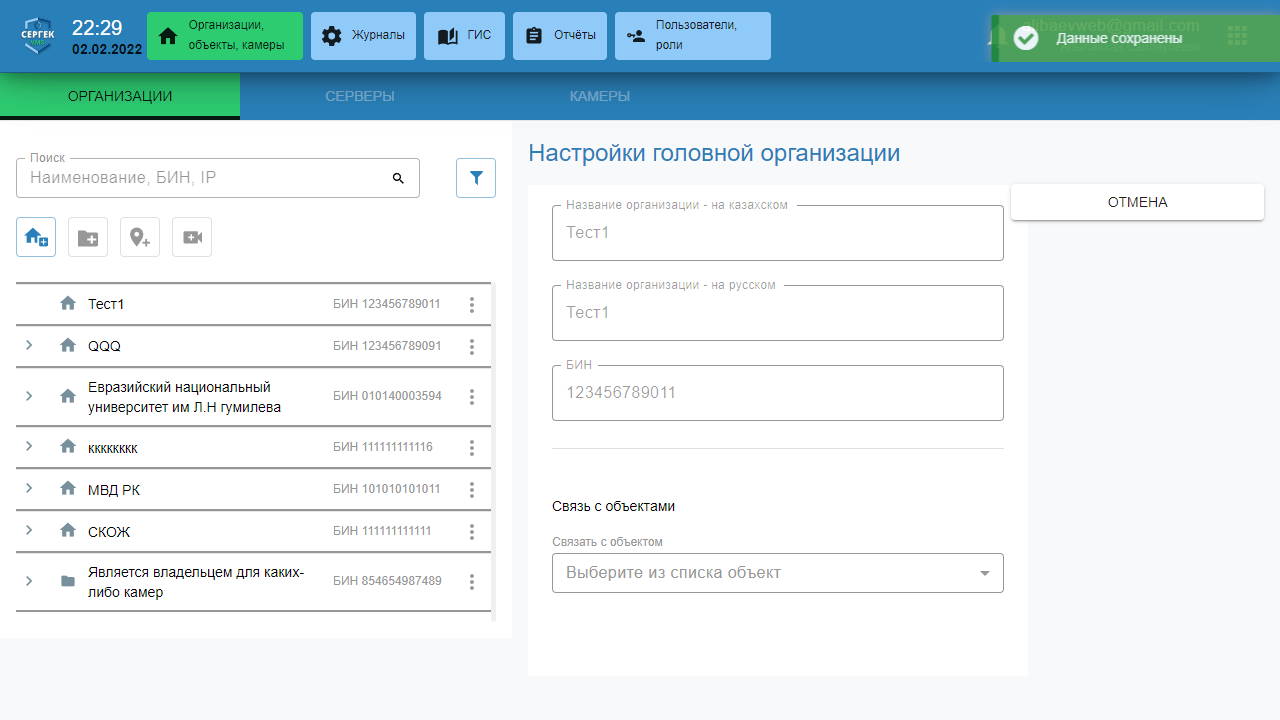 СЕРГЕК
VMS
22:29
02.02.2022
Организации,
объекты, камеры
Журналы
ГИС
Отчёты
Пользователи,
роли
alibaevweb@gmail.com
Данные сохранены
ОРГАНИЗАЦИИ
СЕРВЕРЫ
КАМЕРЫ
Поиск
Наименование, БИН, IP
Тест1
БИН 123456789011
QQQ
БИН 123456789091
Евразийский национальный
университет им Л.Н гумилева
БИН 010140003594
кккккккк
БИН 111111111116
МВД РК
БИН 101010101011
СКОЖ
БИН 111111111111
Является владельцем для каких-
либо камер
БИН 854654987489
Настройки головной организации
Название организации - на казахском
Тест1
Название организации - на русском
Тест1
БИН
123456789011
Связь с объектами
Связать с объектом
Выберите из списка объект
ОТМЕНА